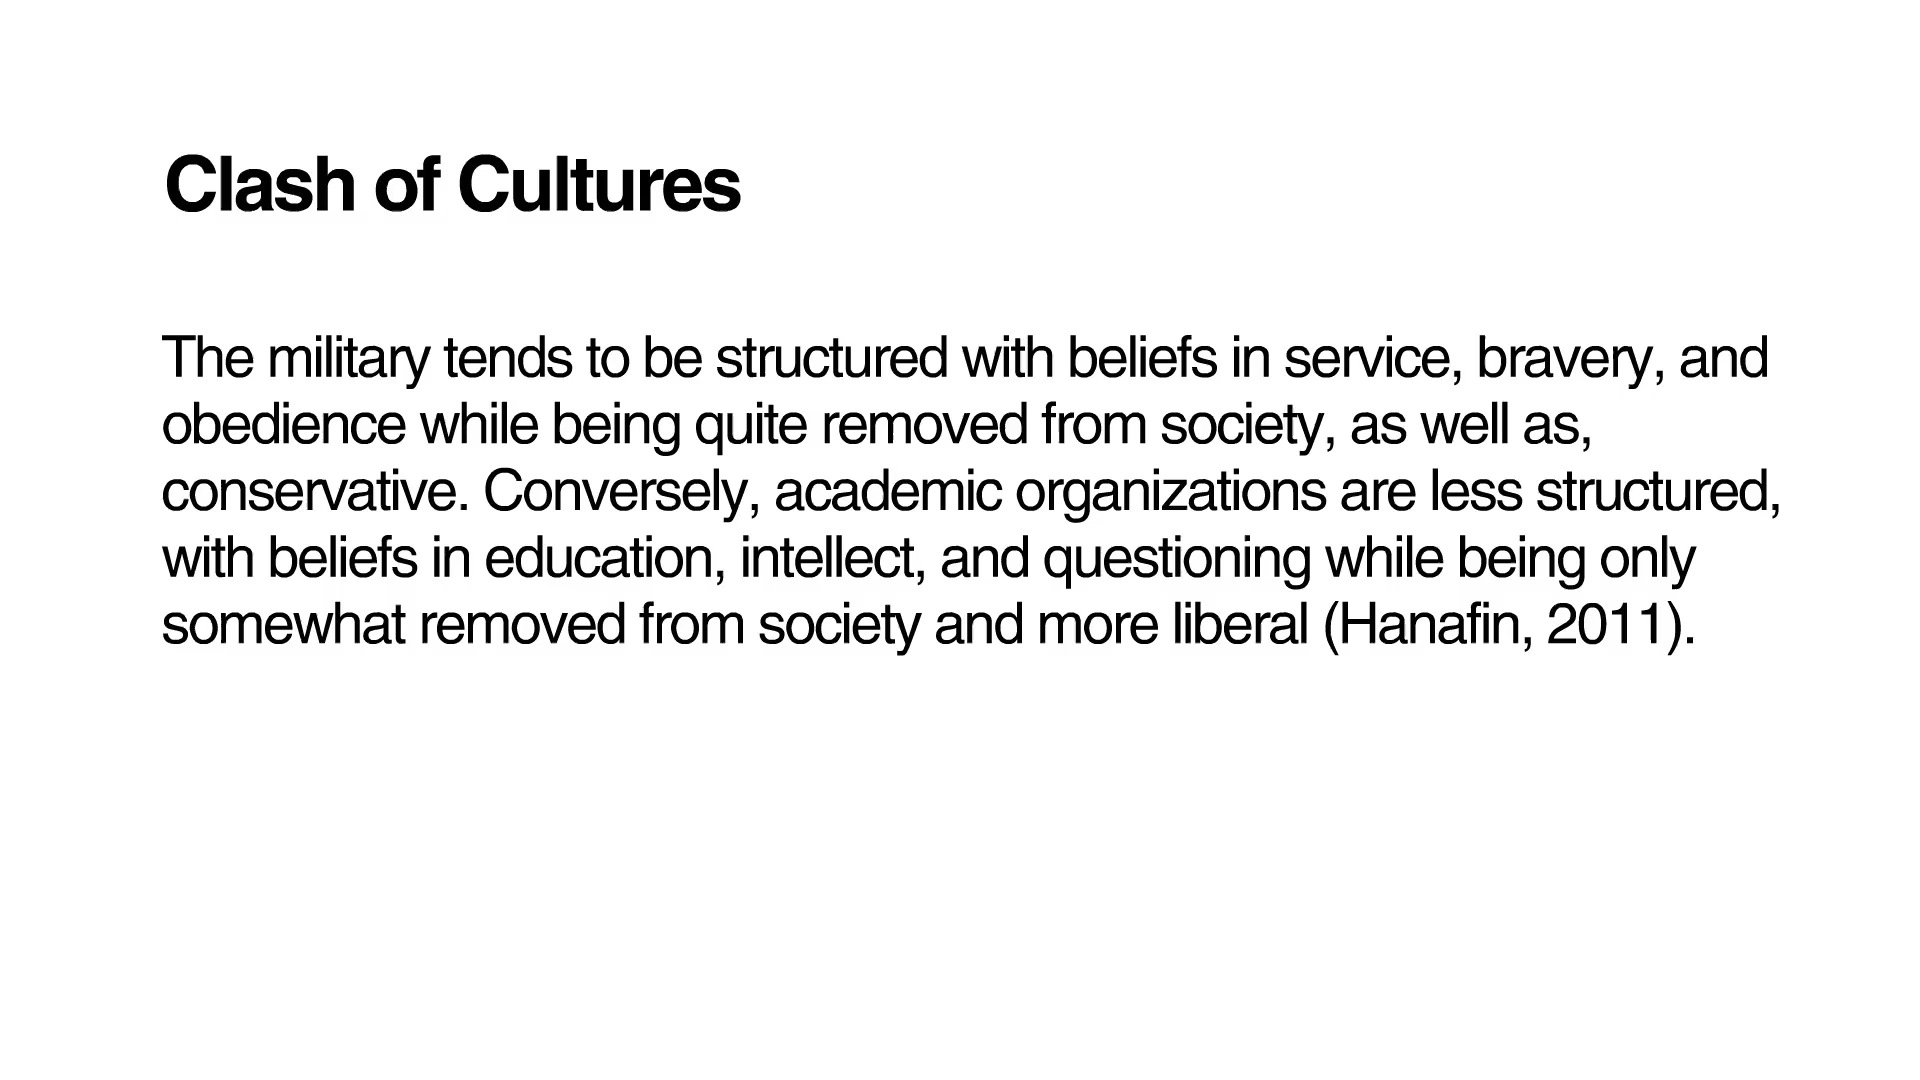 Clash of Cultures
The military tends to be structured with beliefs in service, bravery, and
obedience while being quite removed from society, as well as,
conservative. Conversely, academic organizations are less structured,
with beliefs in education, intellect, and questioning while being only
somewhat removed from society and more liberal (Hanafin, 2011).